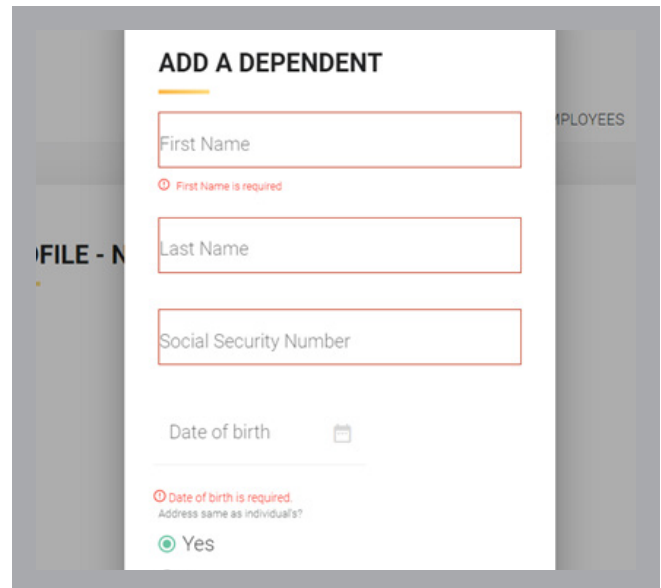 ADD A DEPENDENT
MPLOYEES
First Name
First Name is required
OFILE - N
Last Name
Social Security Number
Date of birth
Date of birth is required.
Address same as individual's?
Yes